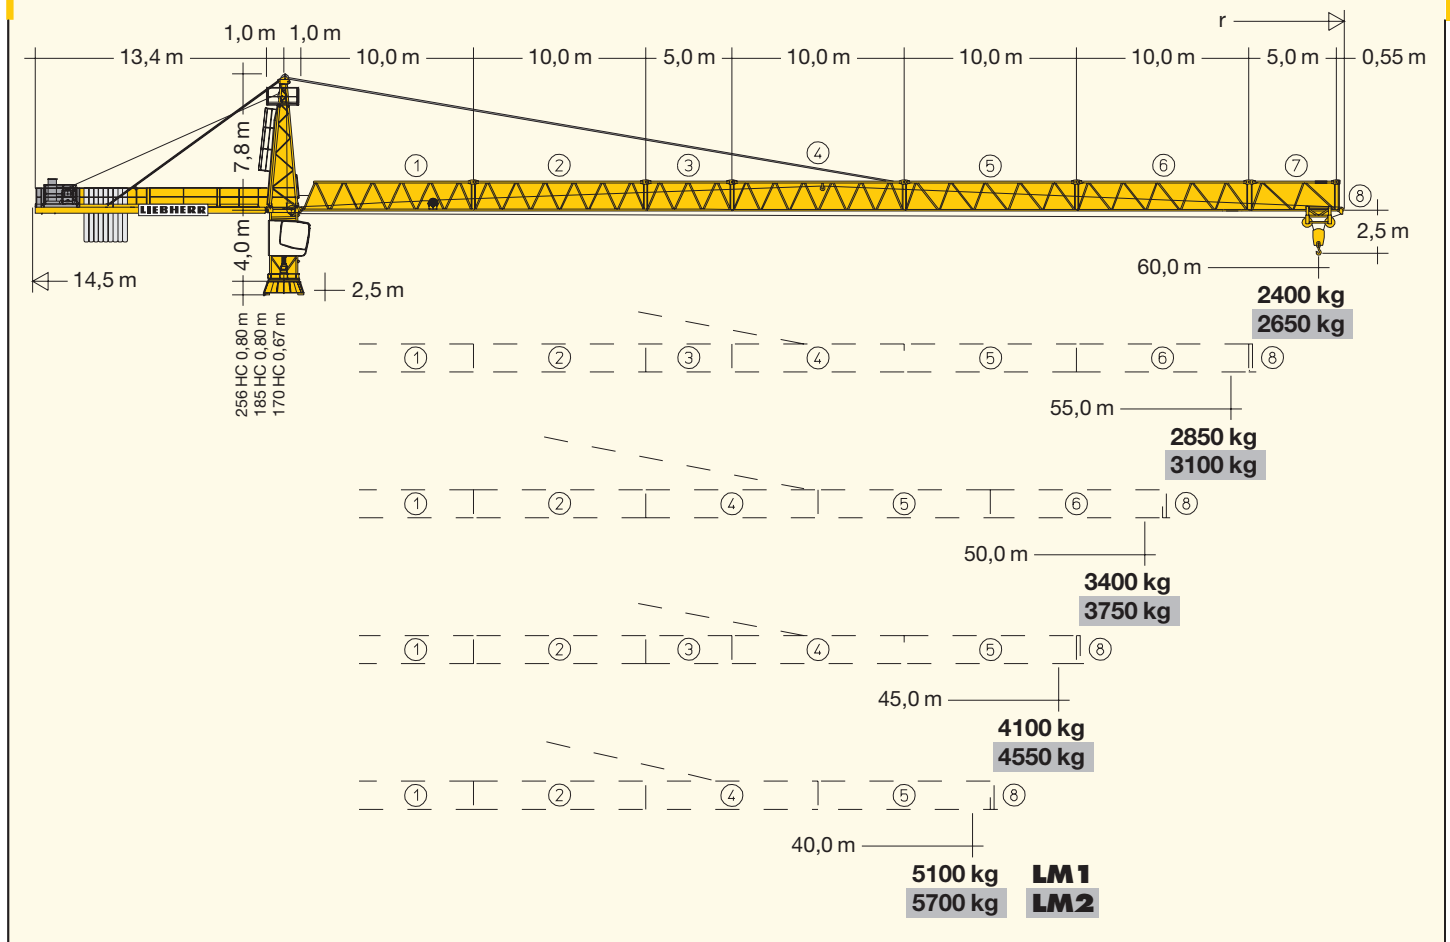 r
1,0 m 1,0 m
13,4 m 10,0 m 10,0 m 5,0 m 10,0 m 10,0 m 10,0 m 5,0 m 0,55 m
7,8 m
1 2 3 4 5 6 7 8
LIEBHERR
4,0 m
2,5 m
60,0 m
14,5 m
2,5 m
2400 kg
2650 kg
256 HC 0,80 m
185 HC 0,80 m
170 HC 0,67 m
1 2 3 4 5 6 8
55,0 m
2850 kg
3100 kg
1 2 4 5 6 8
50,0 m
3400 kg
3750 kg
1 2 3 4 5 8
45,0 m
4100 kg
4550 kg
1 2 4 5 8
40,0 m
5100 kg LM1
5700 kg LM2